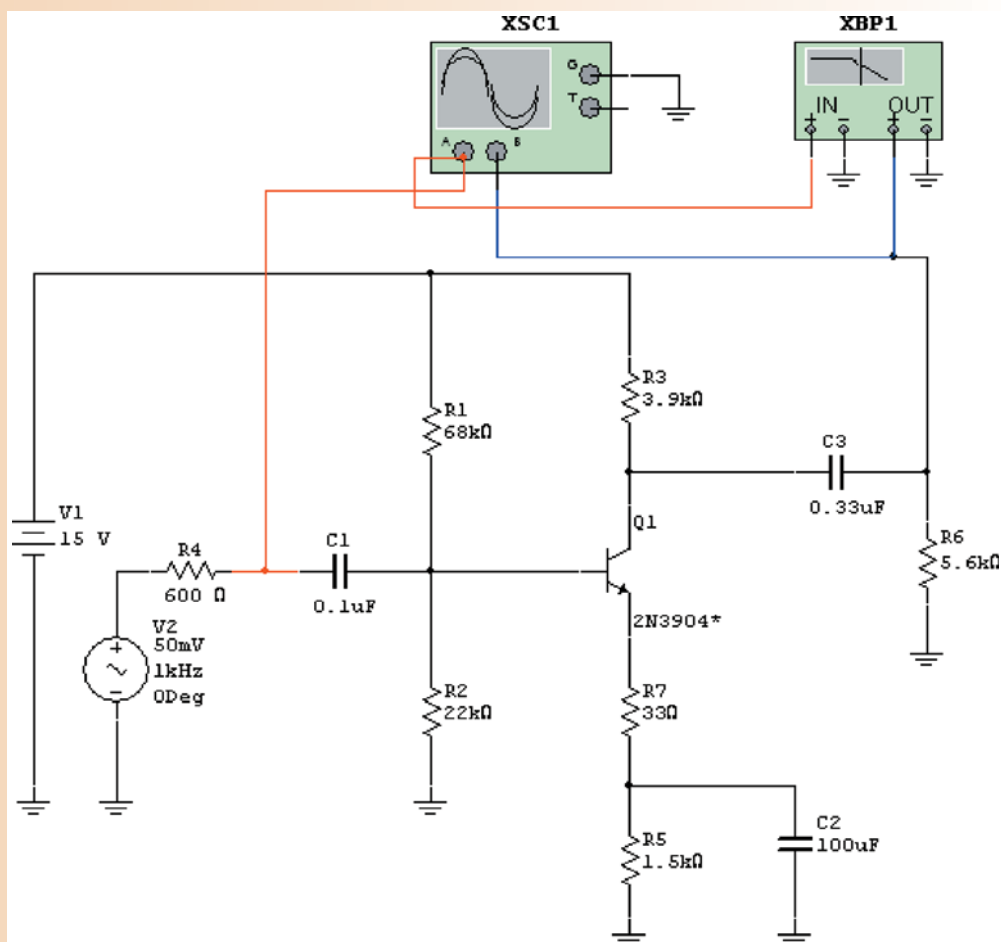 XSC1
XBP1
G
T
A
B
IN
OUT
+
-
+
-
R3
3.9kΩ
R1
68kΩ
C3
0.33uF
Q1
V1
15 V
R4
600 Ω
C1
0.1uF
R6
5.6kΩ
2N3904*
V2
50mV
1kHz
0Deg
R2
22kΩ
R7
33Ω
R5
1.5kΩ
C2
100uF